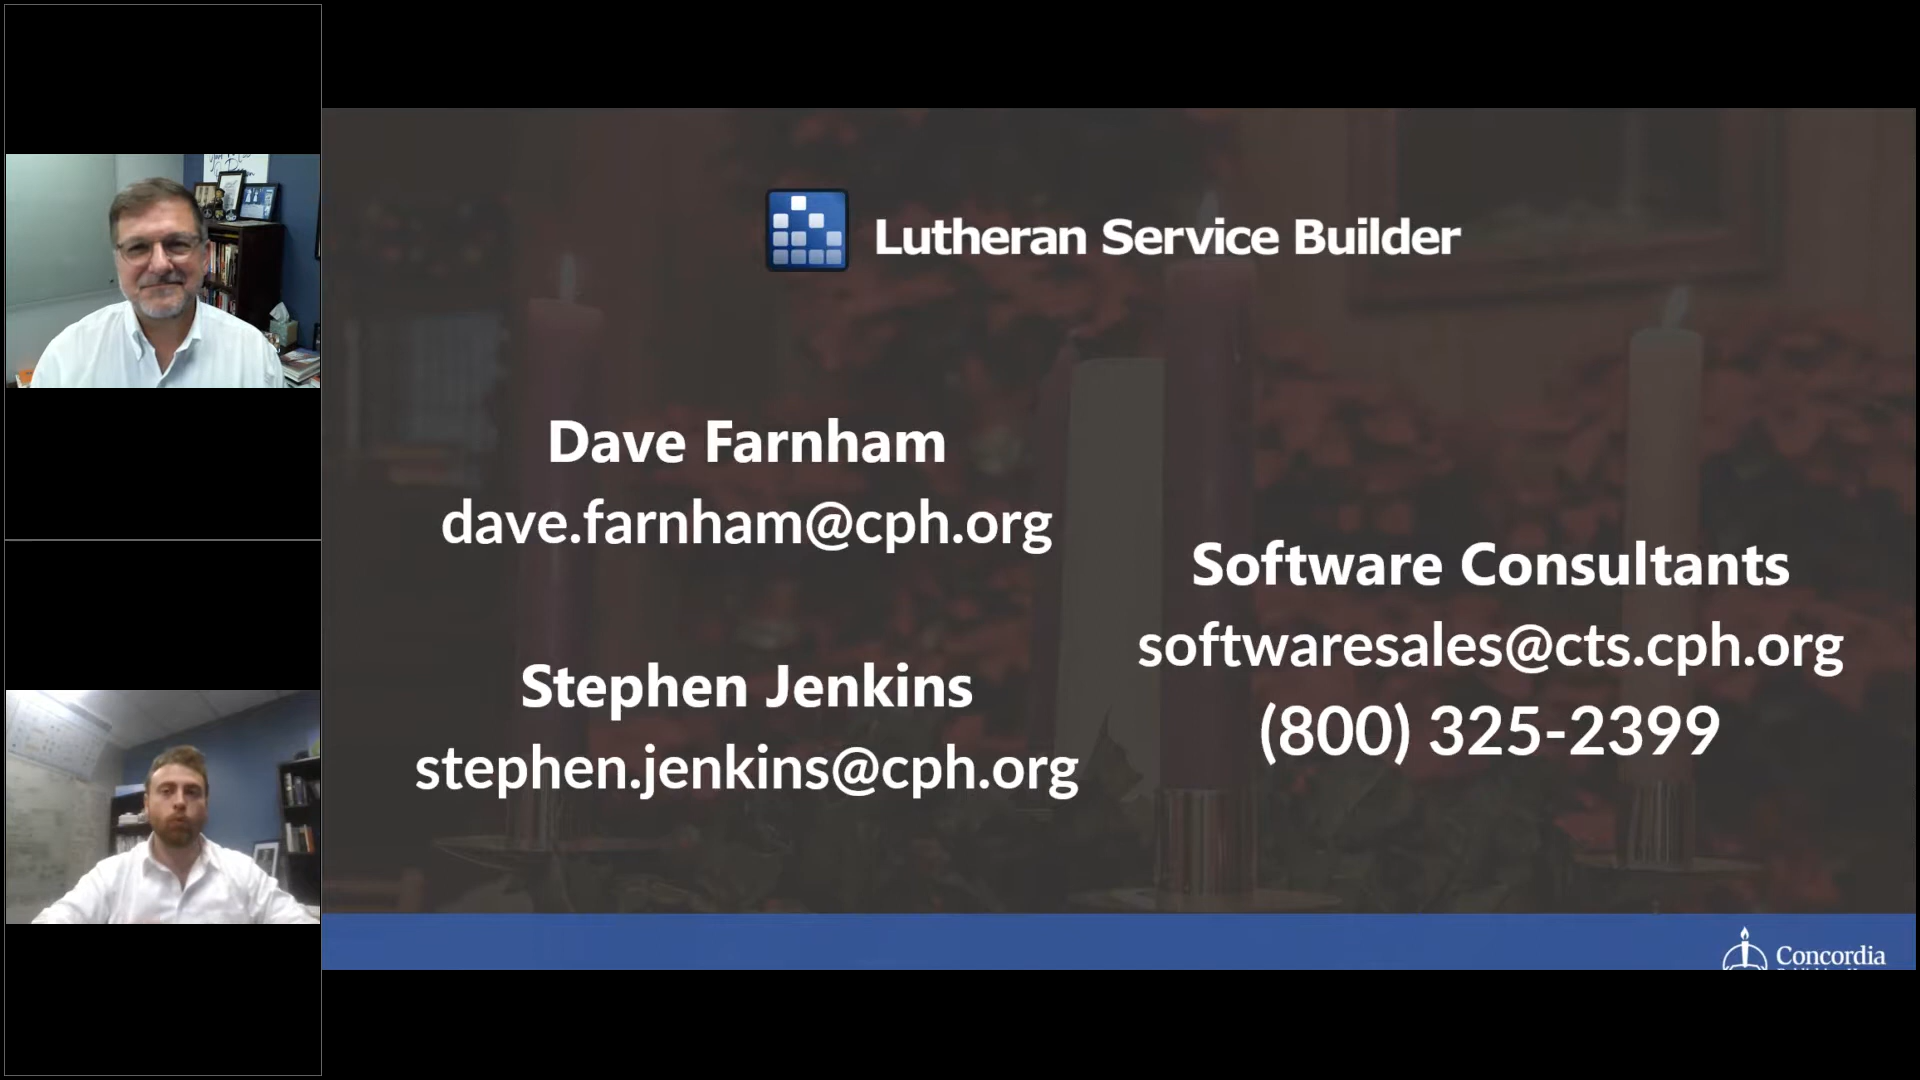 Lutheran Service Builder
Dave Farnham
dave.farnham@cph.org
Stephen Jenkins
stephen.jenkins@cph.org
Software Consultants
softwaresales@cts.cph.org
(800) 325-2399
Concordia